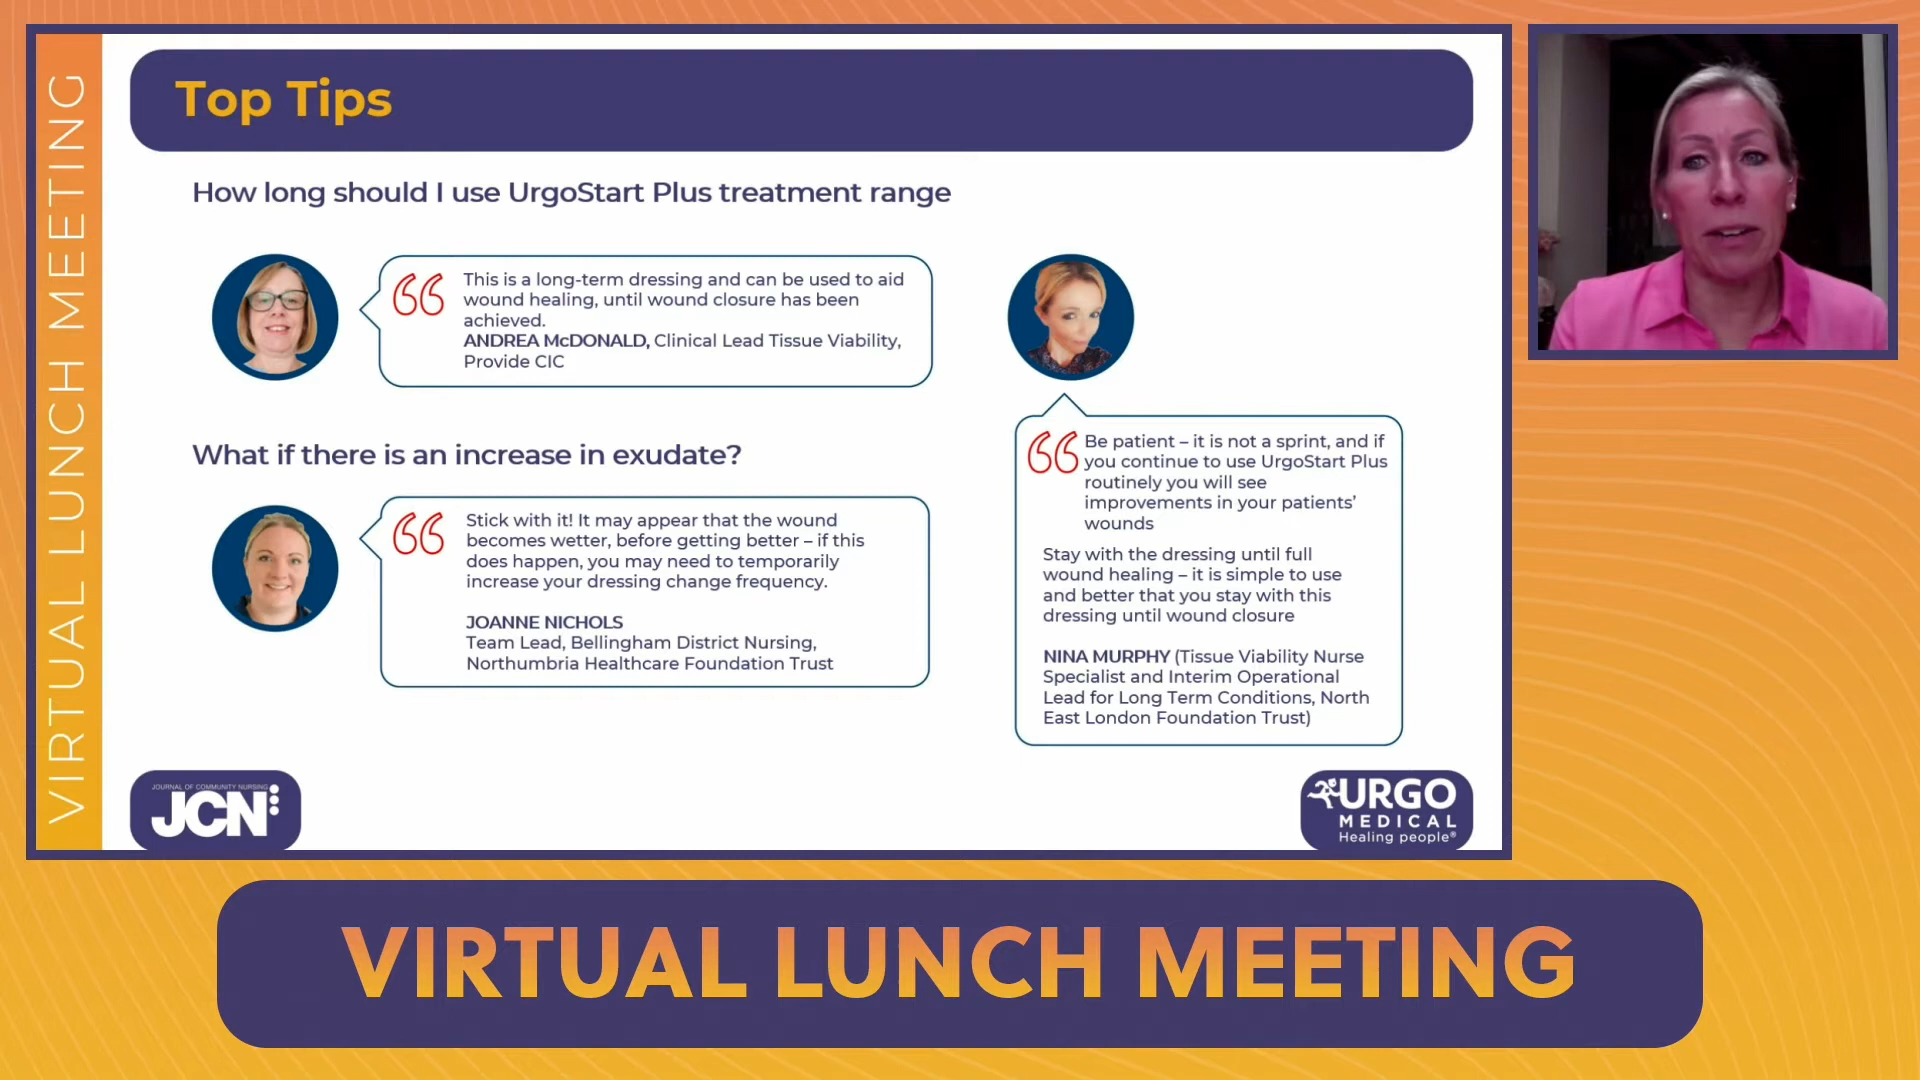 VIRTUAL LUNCH MEETING
Top Tips
How long should I use UrgoStart Plus treatment range
This is a long-term dressing and can be used to aid
wound healing, until wound closure has been
achieved.
ANDREA McDONALD, Clinical Lead Tissue Viability,
Provide CIC
What if there is an increase in exudate?
Stick with it! It may appear that the wound
becomes wetter, before getting better – if this
does happen, you may need to temporarily
increase your dressing change frequency.
JOANNE NICHOLS
Team Lead, Bellingham District Nursing,
Northumbria Healthcare Foundation Trust
Be patient – it is not a sprint, and if
you continue to use UrgoStart Plus
routinely you will see
improvements in your patients’
wounds
Stay with the dressing until full
wound healing – it is simple to use
and better that you stay with this
dressing until wound closure
NINA MURPHY (Tissue Viability Nurse
Specialist and Interim Operational
Lead for Long Term Conditions, North
East London Foundation Trust)
JOURNAL OF COMMUNITY NURSING
JCN
URGO
MEDICAL
Healing people®
VIRTUAL LUNCH MEETING